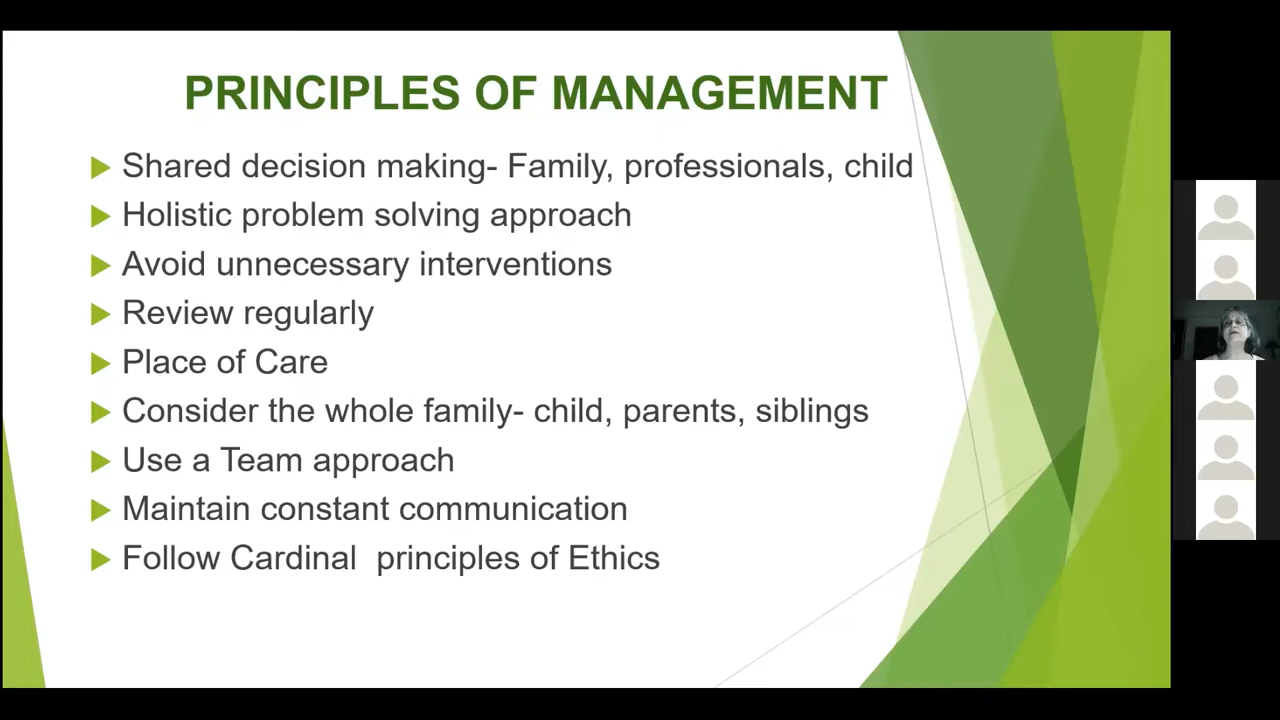 PRINCIPLES OF MANAGEMENT
Shared decision making- Family, professionals, child
Holistic problem solving approach
Avoid unnecessary interventions
Review regularly
Place of Care
Consider the whole family- child, parents, siblings
Use a Team approach
Maintain constant communication
Follow Cardinal  principles of Ethics